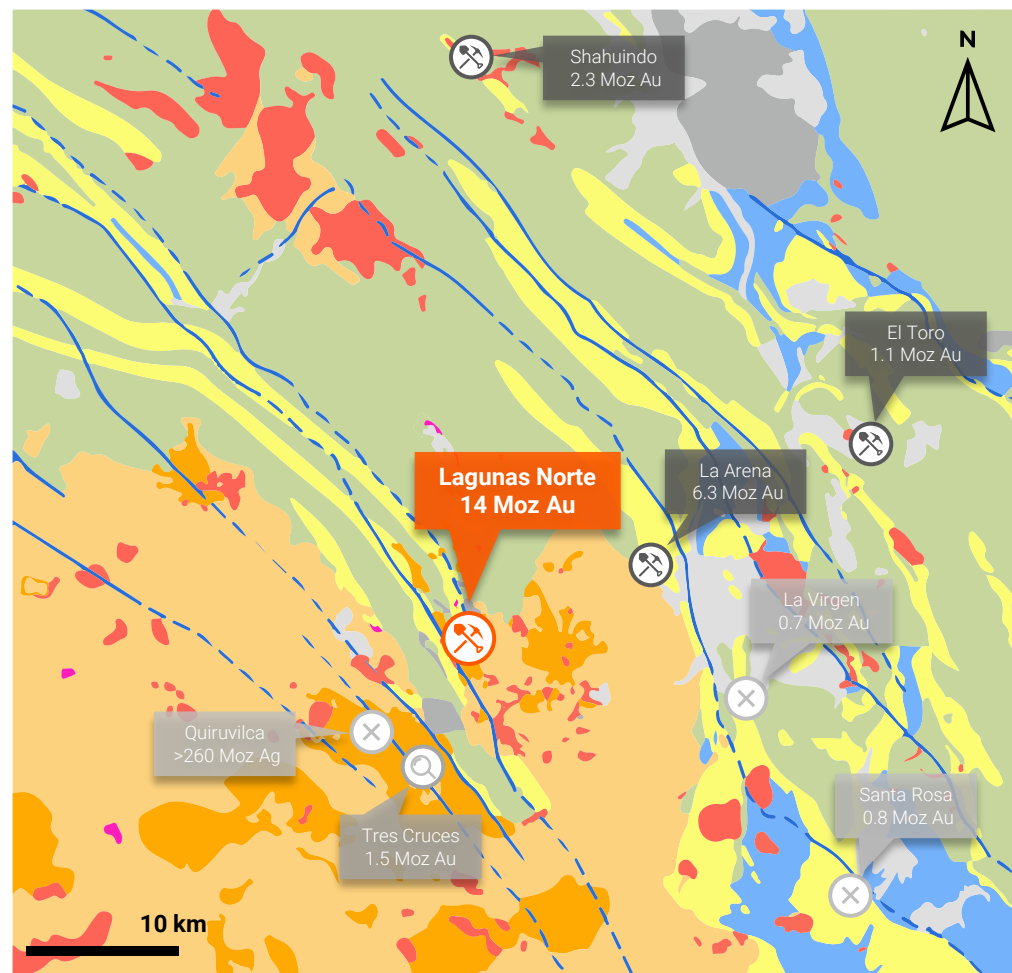 Shahuindo
2.3 Moz Au
N
El Toro
1.1 Moz Au
Lagunas Norte
14 Moz Au
La Arena
6.3 Moz Au
La Virgen
0.7 Moz Au
Quiruvilca
>260 Moz Ag
Tres Cruces
1.5 Moz Au
Santa Rosa
0.8 Moz Au
10 km